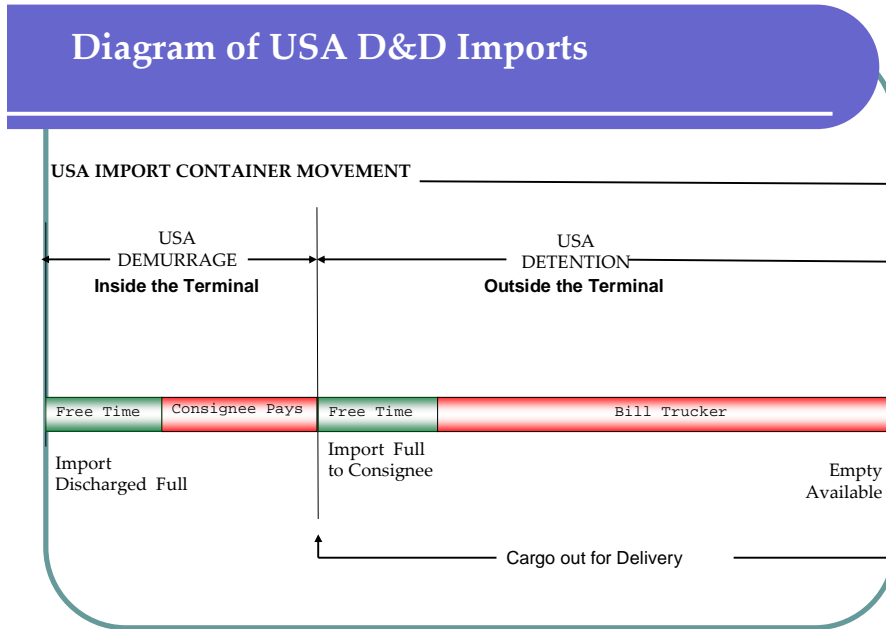 Diagram of USA D&D Imports
USA IMPORT CONTAINER MOVEMENT
USA
DEMURRAGE
Inside the Terminal
USA
DETENTION
Outside the Terminal
Free Time
Consignee Pays
Free Time
Bill Trucker
Import
Discharged Full
Import Full
to Consignee
Empty
Available
Cargo out for Delivery